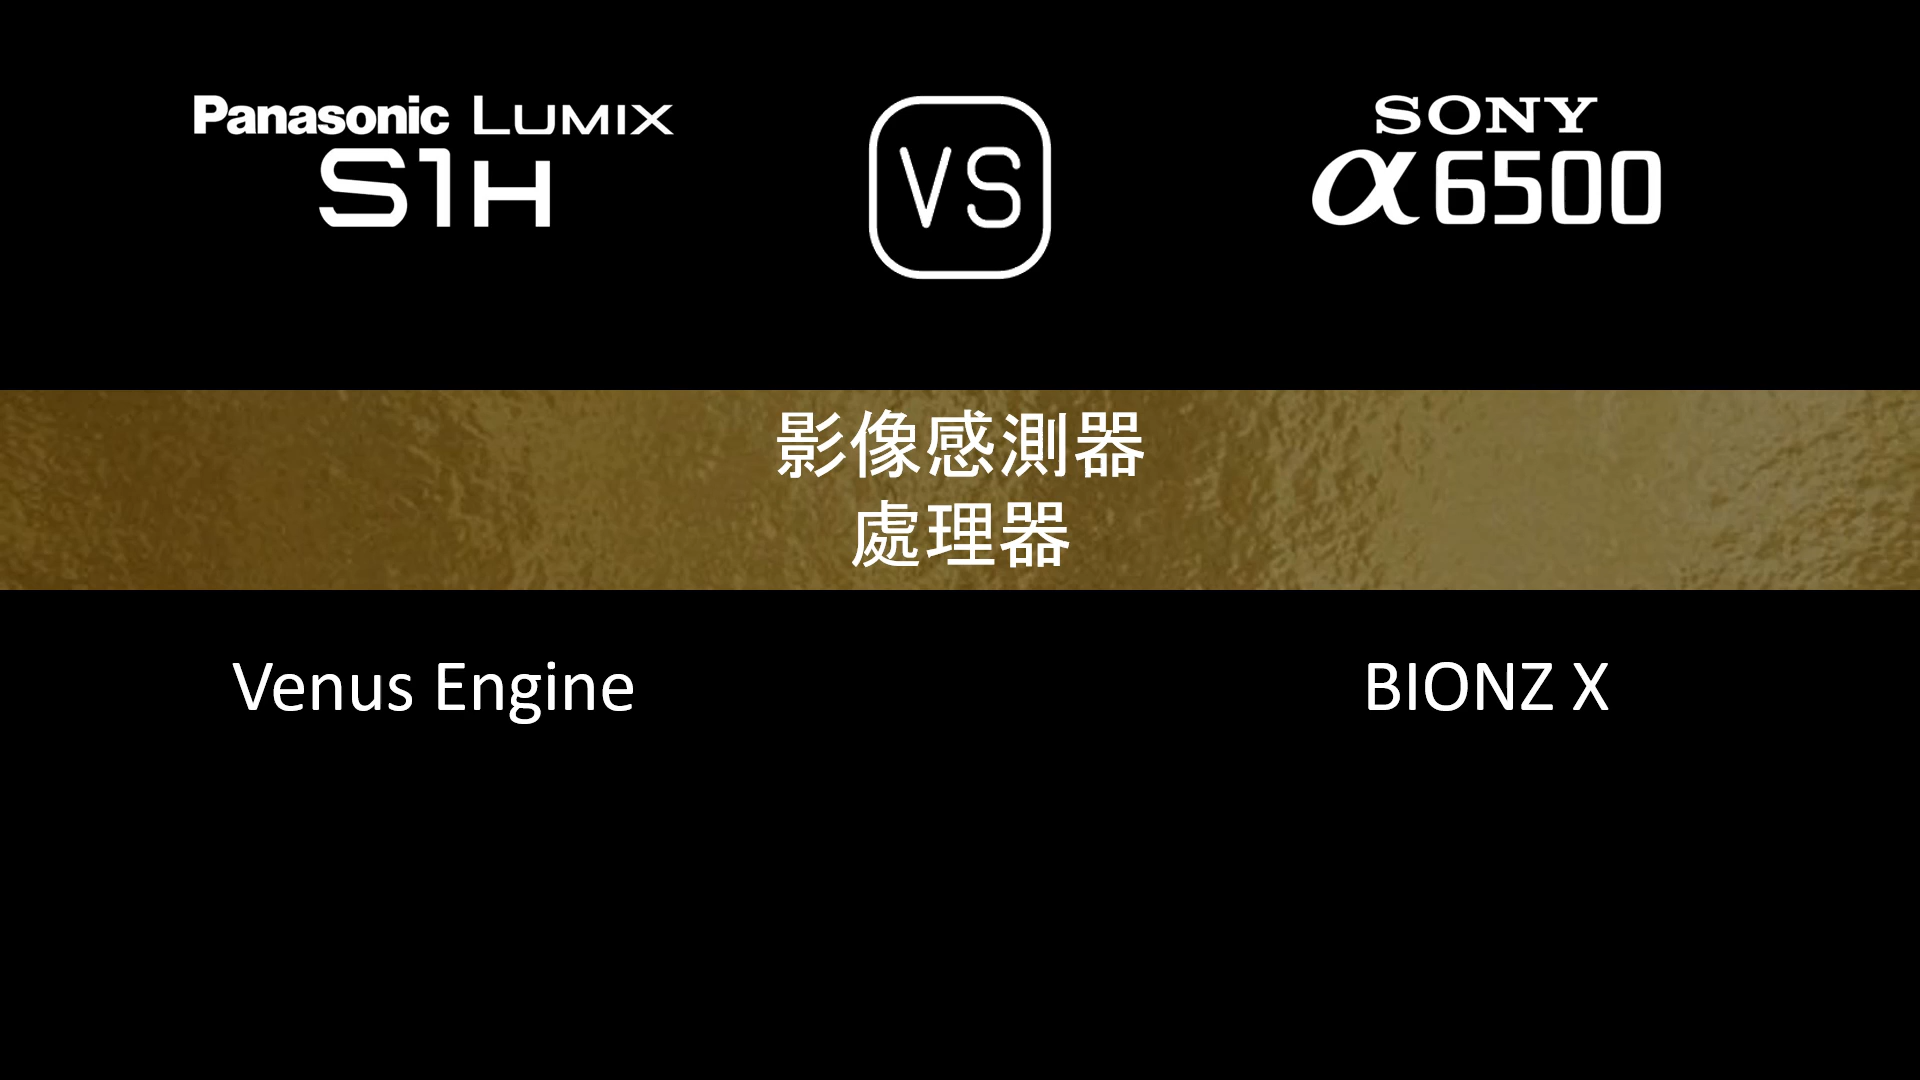 Panasonic LUMIX
S1H
VS
SONY
α6500
影像感測器
處理器
Venus Engine
BIONZ X